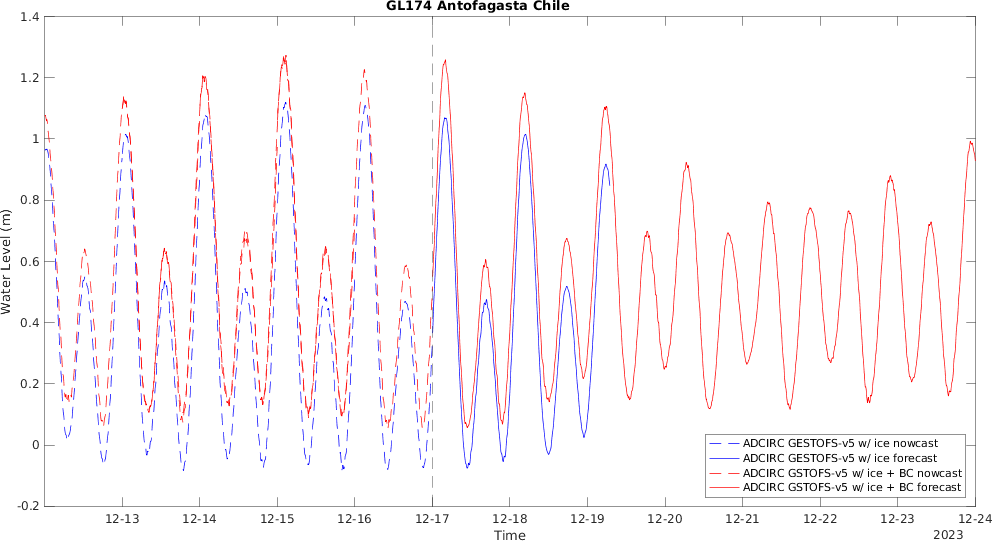 GL174 Antofagasta Chile
1.4
1.2
1
0.8
0.6
0.4
0.2
0
-0.2
Water Level (m)
ADCIRC GESTOFS-v5 w/ ice nowcast
ADCIRC GESTOFS-v5 w/ ice forecast
ADCIRC GSTOFS-v5 w/ ice + BC nowcast
ADCIRC GSTOFS-v5 w/ ice + BC forecast
12-13 12-14 12-15 12-16 12-17 12-18 12-19 12-20 12-21 12-22 12-23 12-24
Time
2023